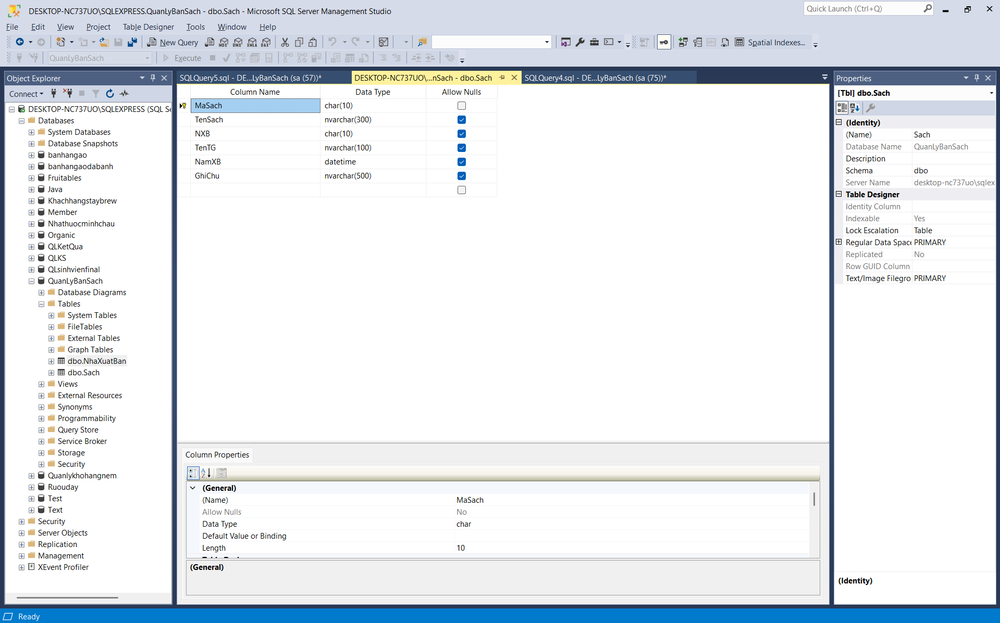 DESKTOP-NC737UO\SQLEXPRESS.QuanLyBanSach - dbo.Sach - Microsoft SQL Server Management Studio
Quick Launch (Ctrl+Q)
File Edit View Project Table Designer Tools Window Help
New Query MDX DMX XMLA DAX Spatial Indexes...
QuanLyBanSach Execute
Object Explorer
Connect
DESKTOP-NC737UO\SQLEXPRESS (SQL Se
Databases
System Databases
Database Snapshots
banhangao
banhangaodabanh
Fruitables
Java
Khachhangstaybrew
Member
Nhathuocminhchau
Organic
QLKetQua
QLKS
QLsinhvienfinal
QuanLyBanSach
Database Diagrams
Tables
System Tables
FileTables
External Tables
Graph Tables
dbo.NhaXuatBan
dbo.Sach
Views
External Resources
Synonyms
Programmability
Query Store
Service Broker
Storage
Security
Quanlykhohangnem
Ruouday
Test
Text
Security
Server Objects
Replication
Management
XEvent Profiler
SQLQuery5.sql - DE...LyBanSach (sa (57))* DESKTOP-NC737UO\...nSach - dbo.Sach SQLQuery4.sql - DE...LyBanSach (sa (75))*
Column Name Data Type Allow Nulls
MaSach char(10)
TenSach nvarchar(300)
NXB char(10)
TenTG nvarchar(100)
NamXB datetime
GhiChu nvarchar(500)
Column Properties
(General)
(Name) MaSach
Allow Nulls No
Data Type char
Default Value or Binding
Length 10
(General)
Properties
[Tbl] dbo.Sach
(Identity)
(Name) Sach
Database Name QuanLyBanSach
Description
Schema dbo
Server Name desktop-nc737uo\sqlex
Table Designer
Identity Column
Indexable Yes
Lock Escalation Table
Regular Data Space PRIMARY
Replicated No
Row GUID Column
Text/Image Filegro PRIMARY
(Identity)
Ready